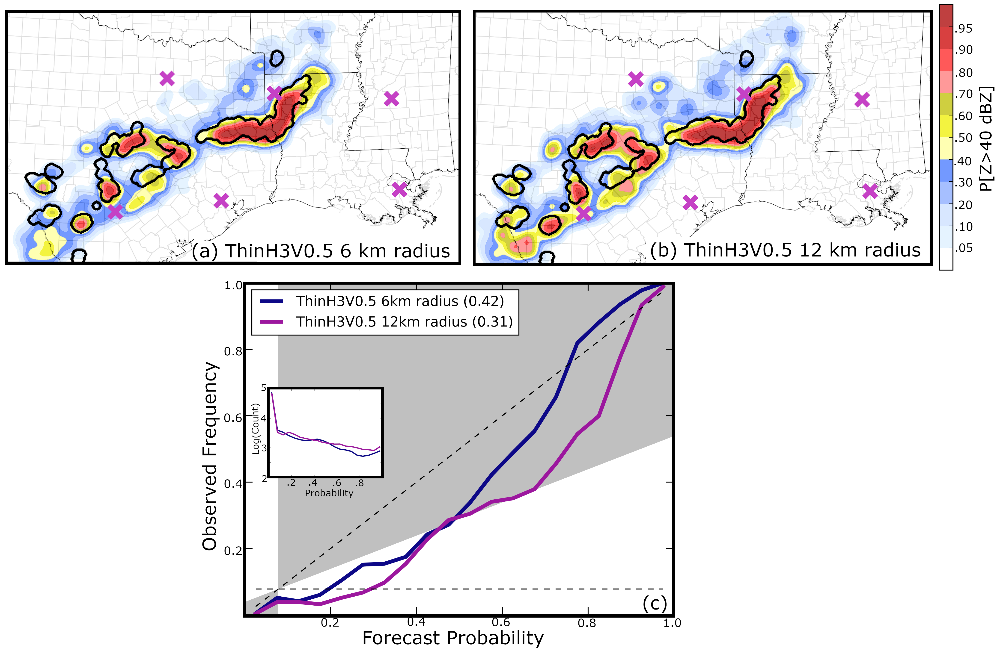 (a) ThinH3V0.5 6 km radius
(b) ThinH3V0.5 12 km radius
.95
.90
.80
.70
.60
.50
.40
.30
.20
.10
.05
P[Z>40 dBZ]
1.0
0.8
0.6
0.4
0.2
Observed Frequency
ThinH3V0.5 6km radius (0.42)
ThinH3V0.5 12km radius (0.31)
5
4
3
2
Log(Count)
.2 .4 .6 .8
Probability
(c)
0.2 0.4 0.6 0.8 1.0
Forecast Probability